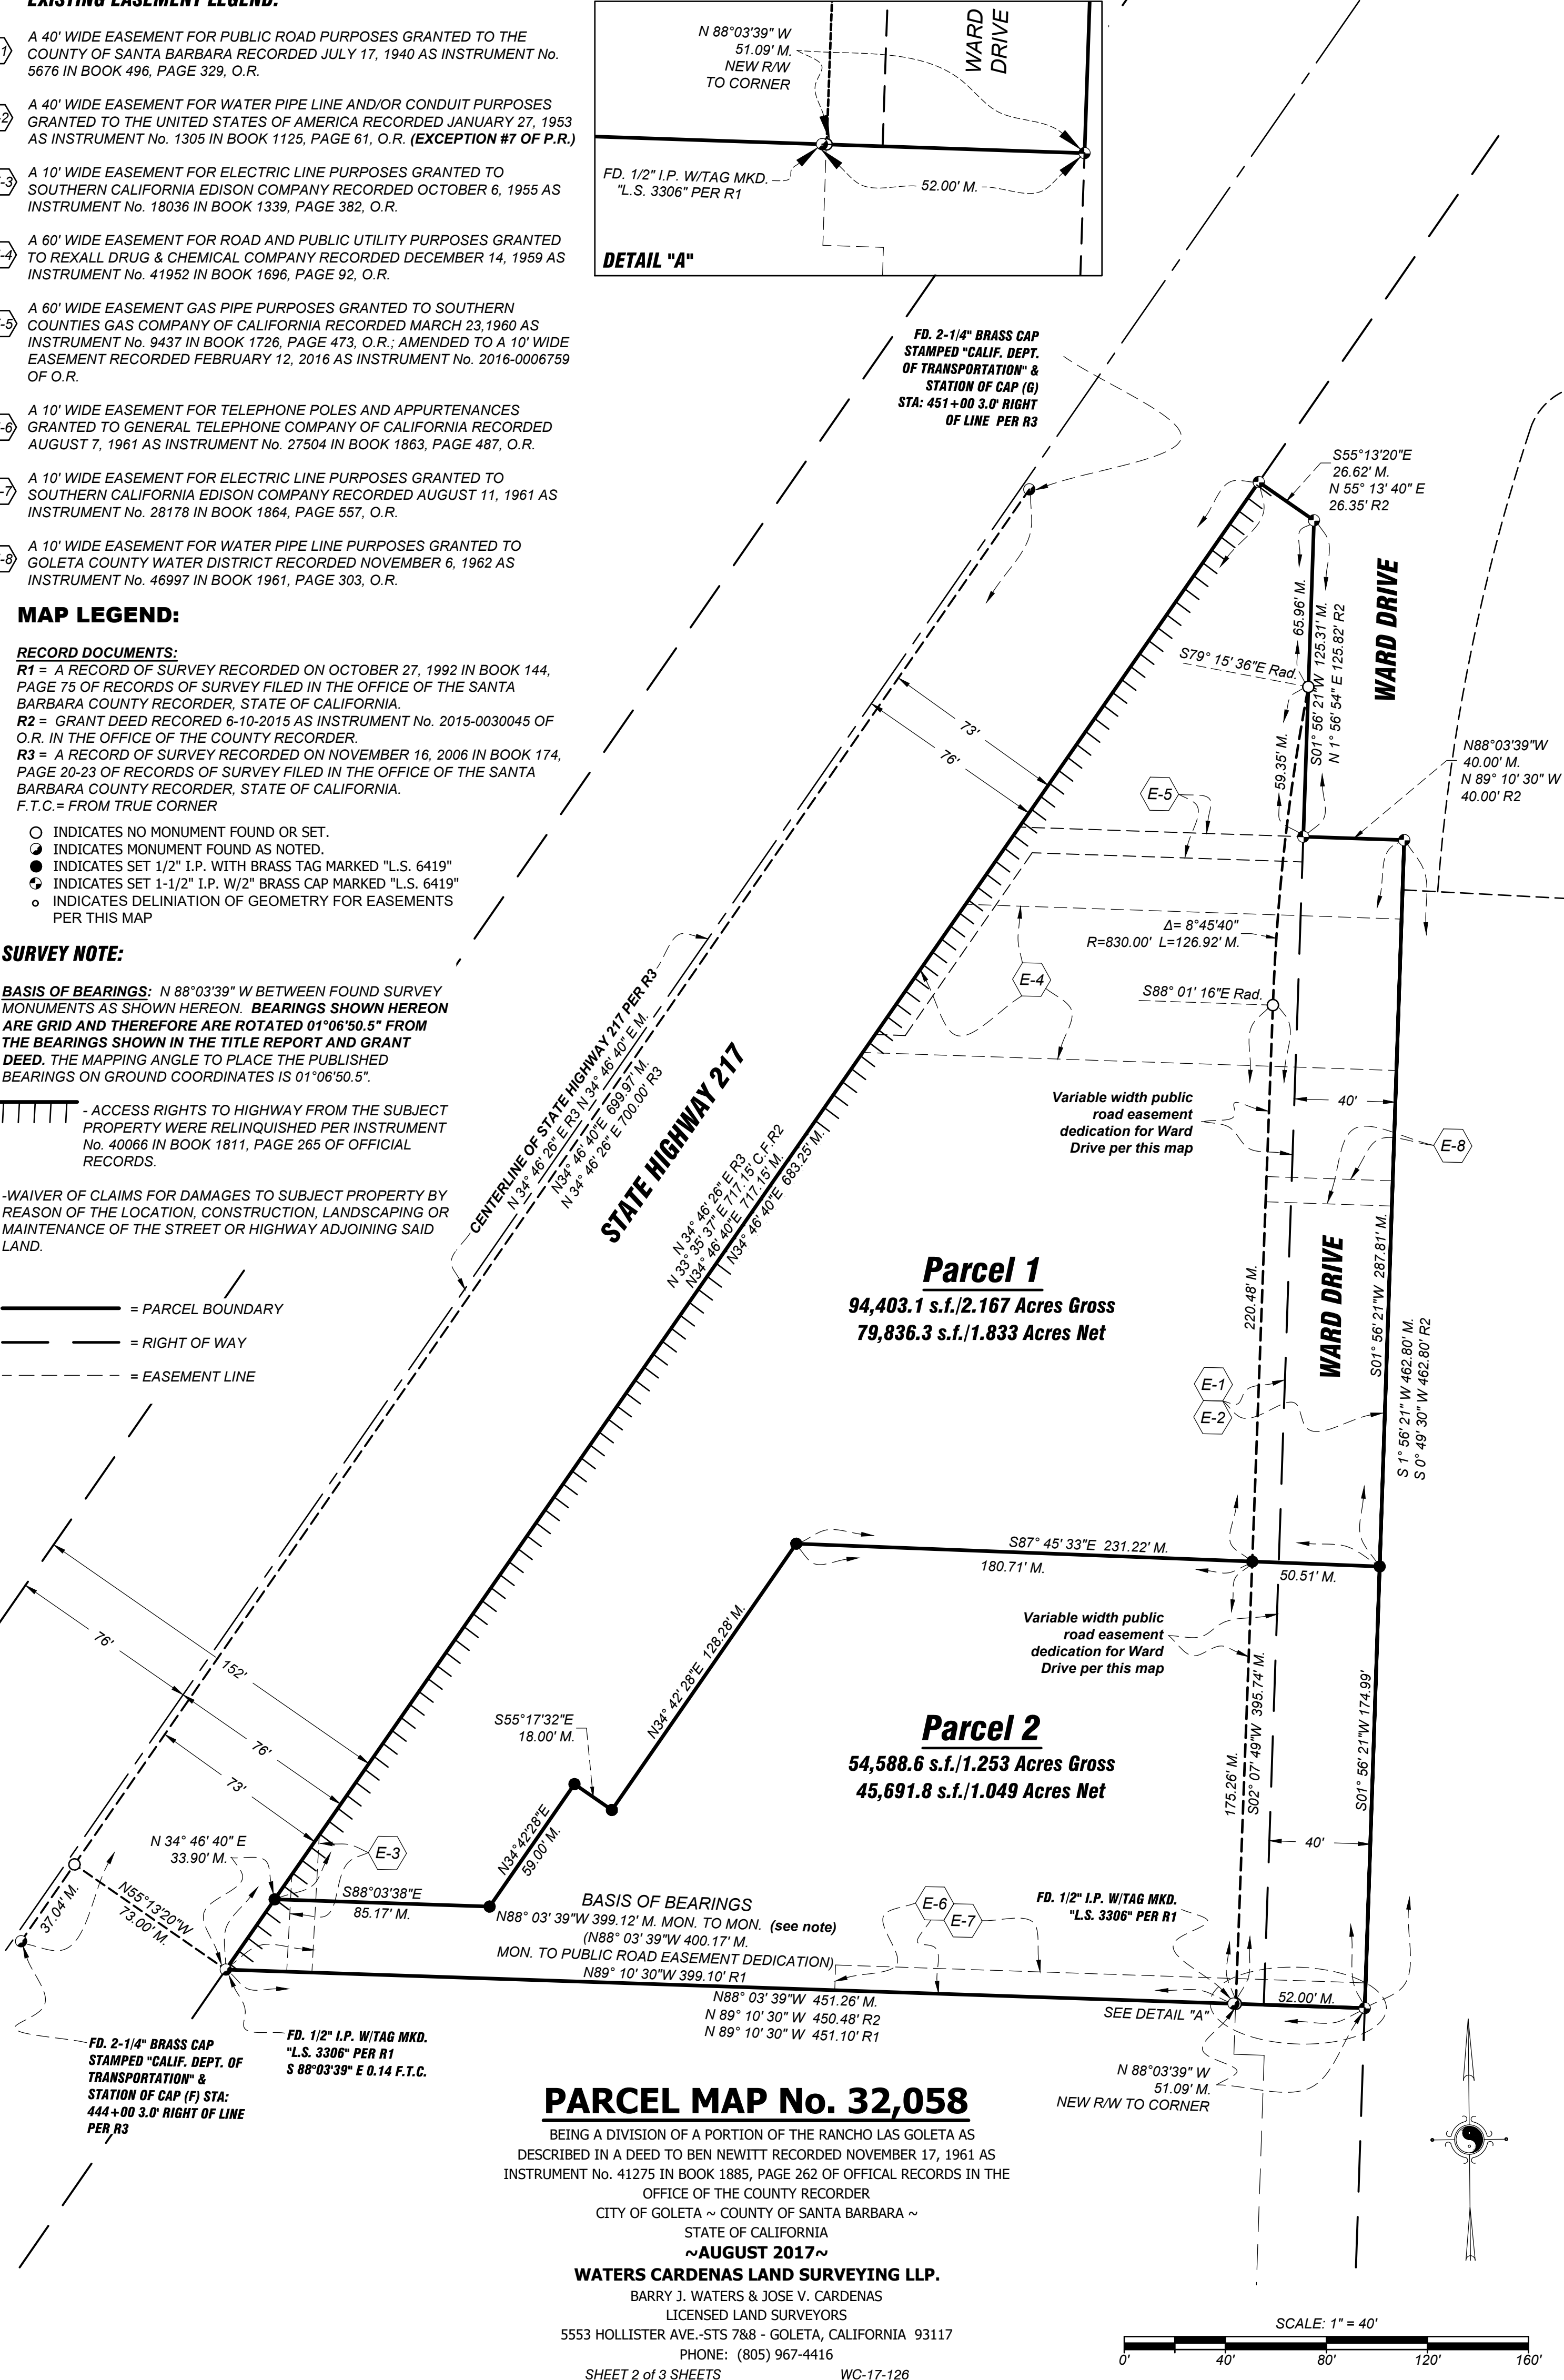 EXISTING EASEMENT LEGEND:
1
A 40' WIDE EASEMENT FOR PUBLIC ROAD PURPOSES GRANTED TO THE
COUNTY OF SANTA BARBARA RECORDED JULY 17, 1940 AS INSTRUMENT No.
5676 IN BOOK 496, PAGE 329, O.R.
-2
A 40' WIDE EASEMENT FOR WATER PIPE LINE AND/OR CONDUIT PURPOSES
GRANTED TO THE UNITED STATES OF AMERICA RECORDED JANUARY 27, 1953
AS INSTRUMENT No. 1305 IN BOOK 1125, PAGE 61, O.R. (EXCEPTION #7 OF P.R.)
-3
A 10' WIDE EASEMENT FOR ELECTRIC LINE PURPOSES GRANTED TO
SOUTHERN CALIFORNIA EDISON COMPANY RECORDED OCTOBER 6, 1955 AS
INSTRUMENT No. 18036 IN BOOK 1339, PAGE 382, O.R.
-4
A 60' WIDE EASEMENT FOR ROAD AND PUBLIC UTILITY PURPOSES GRANTED
TO REXALL DRUG & CHEMICAL COMPANY RECORDED DECEMBER 14, 1959 AS
INSTRUMENT No. 41952 IN BOOK 1696, PAGE 92, O.R.
-5
A 60' WIDE EASEMENT GAS PIPE PURPOSES GRANTED TO SOUTHERN
COUNTIES GAS COMPANY OF CALIFORNIA RECORDED MARCH 23,1960 AS
INSTRUMENT No. 9437 IN BOOK 1726, PAGE 473, O.R.; AMENDED TO A 10' WIDE
EASEMENT RECORDED FEBRUARY 12, 2016 AS INSTRUMENT No. 2016-0006759
OF O.R.
-6
A 10' WIDE EASEMENT FOR TELEPHONE POLES AND APPURTENANCES
GRANTED TO GENERAL TELEPHONE COMPANY OF CALIFORNIA RECORDED
AUGUST 7, 1961 AS INSTRUMENT No. 27504 IN BOOK 1863, PAGE 487, O.R.
-7
A 10' WIDE EASEMENT FOR ELECTRIC LINE PURPOSES GRANTED TO
SOUTHERN CALIFORNIA EDISON COMPANY RECORDED AUGUST 11, 1961 AS
INSTRUMENT No. 28178 IN BOOK 1864, PAGE 557, O.R.
-8
A 10' WIDE EASEMENT FOR WATER PIPE LINE PURPOSES GRANTED TO
GOLETA COUNTY WATER DISTRICT RECORDED NOVEMBER 6, 1962 AS
INSTRUMENT No. 46997 IN BOOK 1961, PAGE 303, O.R.
MAP LEGEND:
RECORD DOCUMENTS:
R1 = A RECORD OF SURVEY RECORDED ON OCTOBER 27, 1992 IN BOOK 144,
PAGE 75 OF RECORDS OF SURVEY FILED IN THE OFFICE OF THE SANTA
BARBARA COUNTY RECORDER, STATE OF CALIFORNIA.
R2 = GRANT DEED RECORED 6-10-2015 AS INSTRUMENT No. 2015-0030045 OF
O.R. IN THE OFFICE OF THE COUNTY RECORDER.
R3 = A RECORD OF SURVEY RECORDED ON NOVEMBER 16, 2006 IN BOOK 174,
PAGE 20-23 OF RECORDS OF SURVEY FILED IN THE OFFICE OF THE SANTA
BARBARA COUNTY RECORDER, STATE OF CALIFORNIA.
F.T.C.= FROM TRUE CORNER
INDICATES NO MONUMENT FOUND OR SET.
INDICATES MONUMENT FOUND AS NOTED.
INDICATES SET 1/2" I.P. WITH BRASS TAG MARKED "L.S. 6419"
INDICATES SET 1-1/2" I.P. W/2" BRASS CAP MARKED "L.S. 6419"
INDICATES DELINIATION OF GEOMETRY FOR EASEMENTS
PER THIS MAP
SURVEY NOTE:
BASIS OF BEARINGS: N 88°03'39" W BETWEEN FOUND SURVEY
MONUMENTS AS SHOWN HEREON. BEARINGS SHOWN HEREON
ARE GRID AND THEREFORE ARE ROTATED 01°06'50.5" FROM
THE BEARINGS SHOWN IN THE TITLE REPORT AND GRANT
DEED. THE MAPPING ANGLE TO PLACE THE PUBLISHED
BEARINGS ON GROUND COORDINATES IS 01°06'50.5".
- ACCESS RIGHTS TO HIGHWAY FROM THE SUBJECT
PROPERTY WERE RELINQUISHED PER INSTRUMENT
No. 40066 IN BOOK 1811, PAGE 265 OF OFFICIAL
RECORDS.
-WAIVER OF CLAIMS FOR DAMAGES TO SUBJECT PROPERTY BY
REASON OF THE LOCATION, CONSTRUCTION, LANDSCAPING OR
MAINTENANCE OF THE STREET OR HIGHWAY ADJOINING SAID
LAND.
= PARCEL BOUNDARY
= RIGHT OF WAY
= EASEMENT LINE
N 88°03'39" W
51.09' M.
NEW R/W
TO CORNER
WARD
DRIVE
FD. 1/2" I.P. W/TAG MKD.
"L.S. 3306" PER R1
52.00' M.
DETAIL "A"
FD. 2-1/4" BRASS CAP
STAMPED "CALIF. DEPT.
OF TRANSPORTATION" &
STATION OF CAP (G)
STA: 451+00 3.0' RIGHT
OF LINE PER R3
S55°13'20"E
26.62' M.
N 55° 13' 40" E
26.35' R2
65.96' M.
S01° 56' 21"W 125.31' M.
N 1° 56' 54" E 125.82' R2
WARD DRIVE
S79° 15' 36"E Rad.
59.35' M.
N88°03'39"W
40.00' M.
N 89° 10' 30" W
40.00' R2
73'
76'
E-5
Δ= 8°45'40"
R=830.00' L=126.92' M.
E-4
S88° 01' 16"E Rad.
CENTERLINE OF STATE HIGHWAY 217 PER R3
N 34° 46' 26" E R3 N 34° 46' 40" E M.
N34° 46' 40"E 699.97' M.
N 34° 46' 26" E 700.00' R3
STATE HIGHWAY 217
N 34° 46' 26" E R3
N 33° 35' 37" E 717.15' C.F.R2
N34° 46' 40"E 717.15' M.
N34° 46' 40"E 683.25' M.
Variable width public
road easement
dedication for Ward
Drive per this map
40'
E-8
Parcel 1
94,403.1 s.f./2.167 Acres Gross
79,836.3 s.f./1.833 Acres Net
220.48' M.
WARD DRIVE
S01° 56' 21"W 287.81' M.
S 1° 56' 21" W 462.80' M.
S 0° 49' 30" W 462.80' R2
E-1
E-2
S87° 45' 33"E 231.22' M.
180.71' M.
50.51' M.
Variable width public
road easement
dedication for Ward
Drive per this map
76'
152'
76'
73'
N34° 42' 28"E 128.28' M.
S55°17'32"E
18.00' M.
Parcel 2
54,588.6 s.f./1.253 Acres Gross
45,691.8 s.f./1.049 Acres Net
175.26' M.
S02° 07' 49"W 395.74' M.
S01° 56' 21"W 174.99'
40'
N 34° 46' 40" E
33.90' M.
E-3
N34°42'28"E
59.00' M.
37.04' M.
N55°13'20"W
73.00' M.
S88°03'38"E
85.17' M.
BASIS OF BEARINGS
N88° 03' 39"W 399.12' M. MON. TO MON. (see note)
(N88° 03' 39"W 400.17' M.
MON. TO PUBLIC ROAD EASEMENT DEDICATION)
N89° 10' 30"W 399.10' R1
E-6
E-7
FD. 1/2" I.P. W/TAG MKD.
"L.S. 3306" PER R1
N88° 03' 39"W 451.26' M.
N 89° 10' 30" W 450.48' R2
N 89° 10' 30" W 451.10' R1
SEE DETAIL "A"
52.00' M.
FD. 2-1/4" BRASS CAP
STAMPED "CALIF. DEPT. OF
TRANSPORTATION" &
STATION OF CAP (F) STA:
444+00 3.0' RIGHT OF LINE
PER R3
FD. 1/2" I.P. W/TAG MKD.
"L.S. 3306" PER R1
S 88°03'39" E 0.14 F.T.C.
N 88°03'39" W
51.09' M.
NEW R/W TO CORNER
PARCEL MAP No. 32,058
BEING A DIVISION OF A PORTION OF THE RANCHO LAS GOLETA AS
DESCRIBED IN A DEED TO BEN NEWITT RECORDED NOVEMBER 17, 1961 AS
INSTRUMENT No. 41275 IN BOOK 1885, PAGE 262 OF OFFICAL RECORDS IN THE
OFFICE OF THE COUNTY RECORDER
CITY OF GOLETA ~ COUNTY OF SANTA BARBARA ~
STATE OF CALIFORNIA
~AUGUST 2017~
WATERS CARDENAS LAND SURVEYING LLP.
BARRY J. WATERS & JOSE V. CARDENAS
LICENSED LAND SURVEYORS
5553 HOLLISTER AVE.-STS 7&8 - GOLETA, CALIFORNIA 93117
PHONE: (805) 967-4416
SHEET 2 of 3 SHEETS WC-17-126
SCALE: 1" = 40'
0' 40' 80' 120' 160'